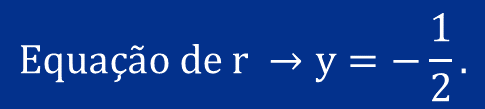 Equação de r → y = − 1/2 .